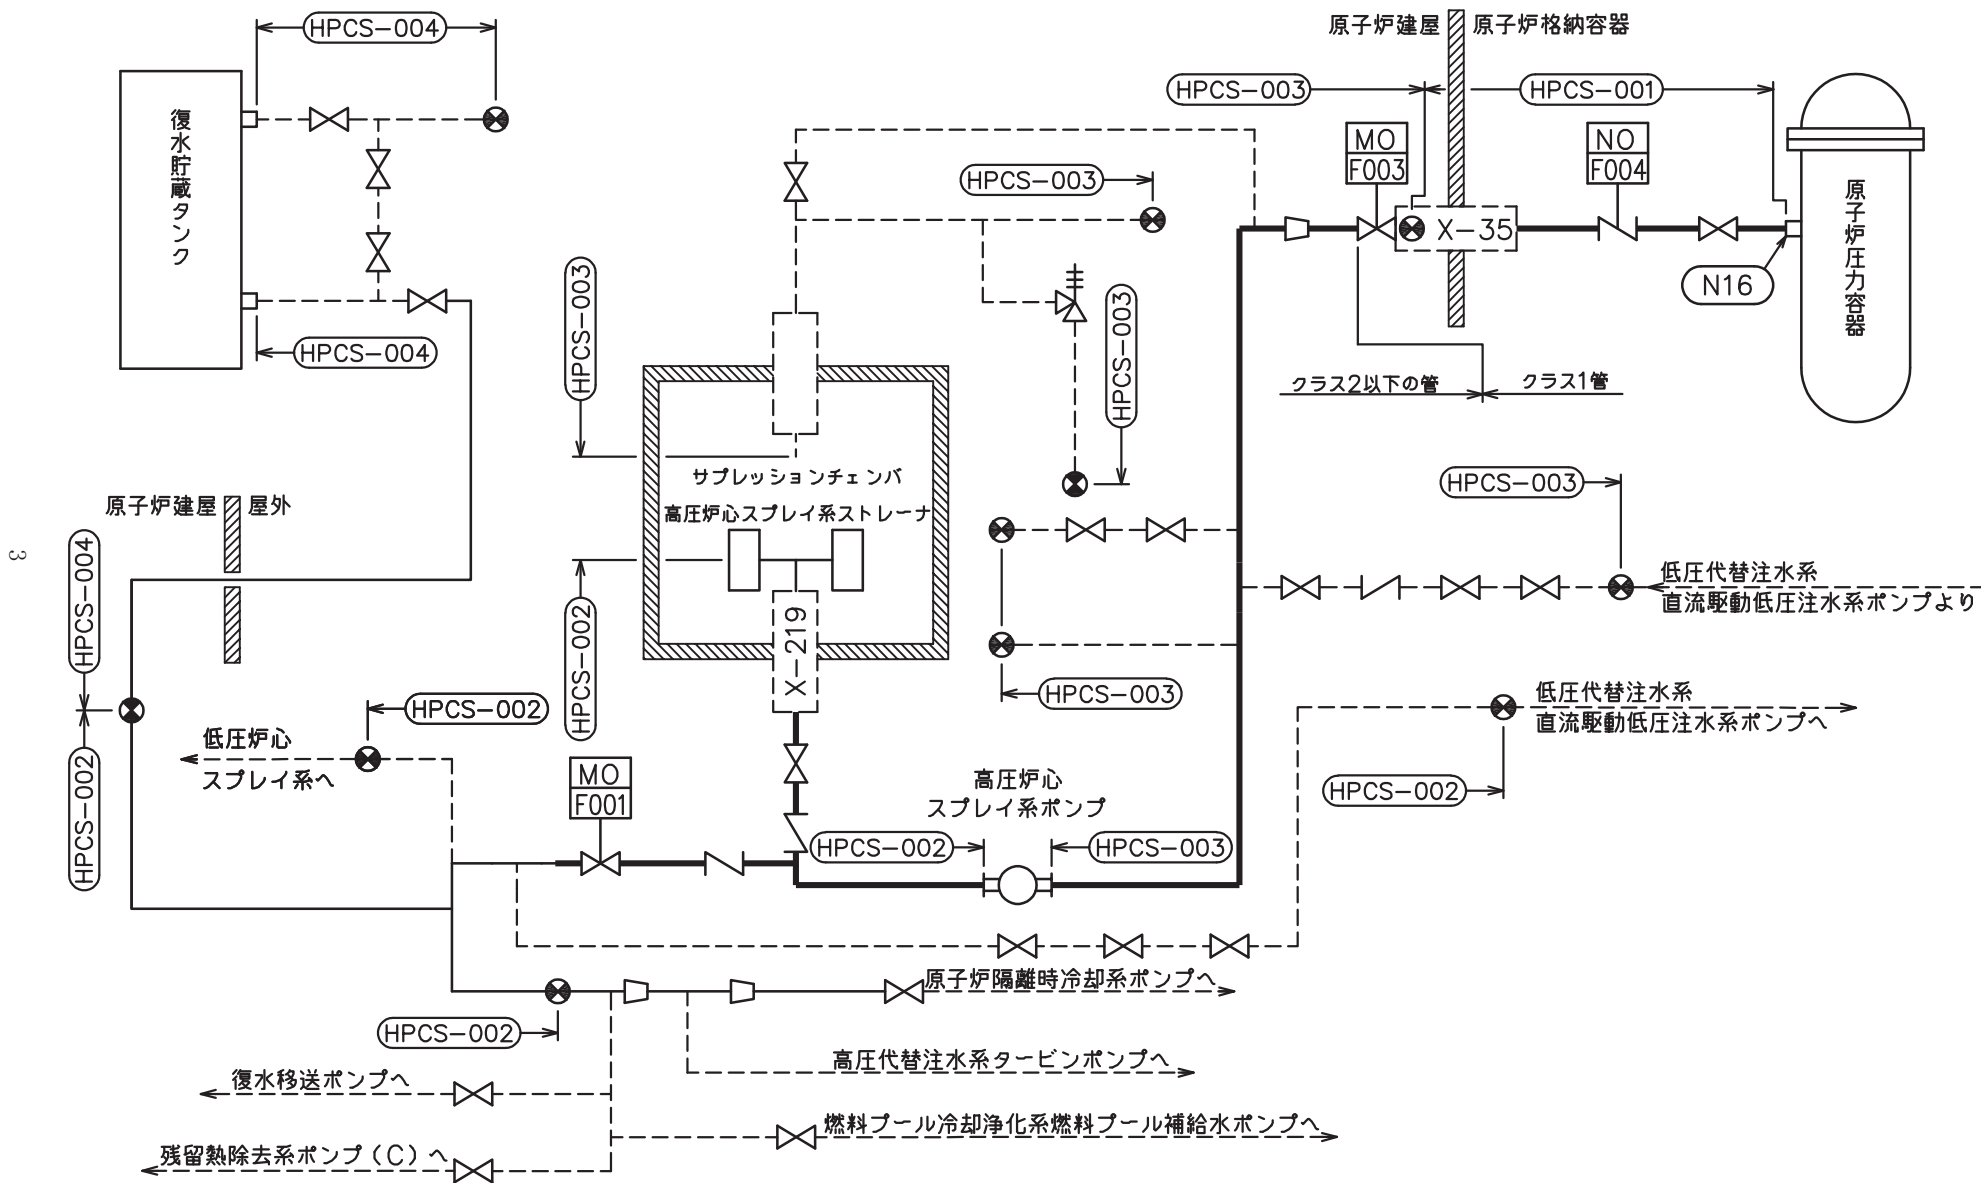 HPCS-004
原子炉建屋
原子炉格納容器
HPCS-003
HPCS-001
復水貯蔵タンク
MO
F003
NO
F004
HPCS-003
原子炉圧力容器
X-35
N16
HPCS-003
HPCS-003
HPCS-004
クラス2以下の管
クラス1管
サプレッションチェンバ
高圧炉心スプレイ系ストレーナ
HPCS-003
原子炉建屋
屋外
3
HPCS-004
HPCS-002
X-219
低圧代替注水系
直流駆動低圧注水系ポンプより
HPCS-003
低圧代替注水系
直流駆動低圧注水系ポンプへ
HPCS-002
低圧炉心
スプレイ系へ
HPCS-002
MO
F001
高圧炉心
スプレイ系ポンプ
HPCS-002
HPCS-002
HPCS-003
原子炉隔離時冷却系ポンプへ
HPCS-002
高圧代替注水系タービンポンプへ
復水移送ポンプへ
燃料プール冷却浄化系燃料プール補給水ポンプへ
残留熱除去系ポンプ(C)へ